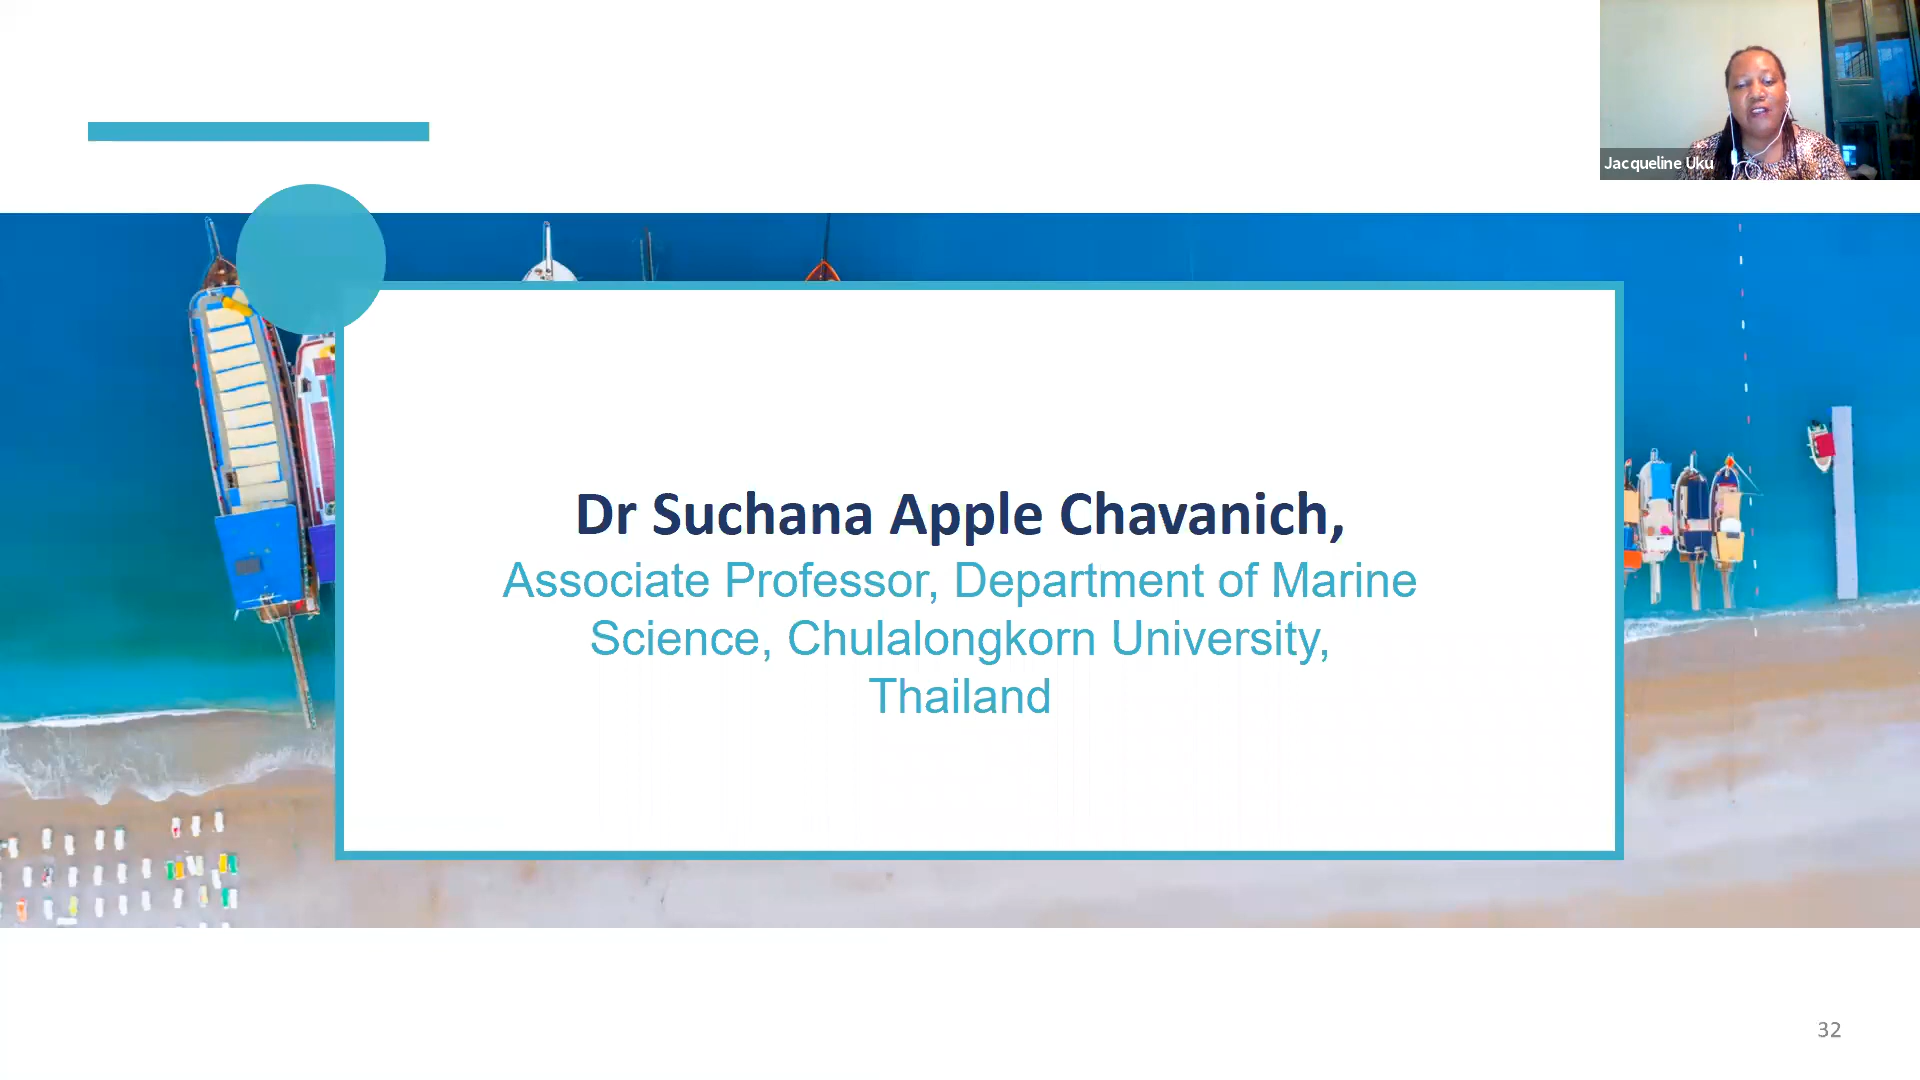 Jacqueline Uku
Dr Suchana Apple Chavanich,
Associate Professor, Department of Marine
Science, Chulalongkorn University,
Thailand
32